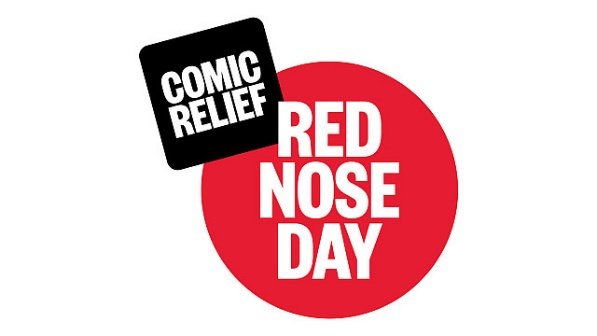 COMIC
RELIEF
RED
NOSE
DAY